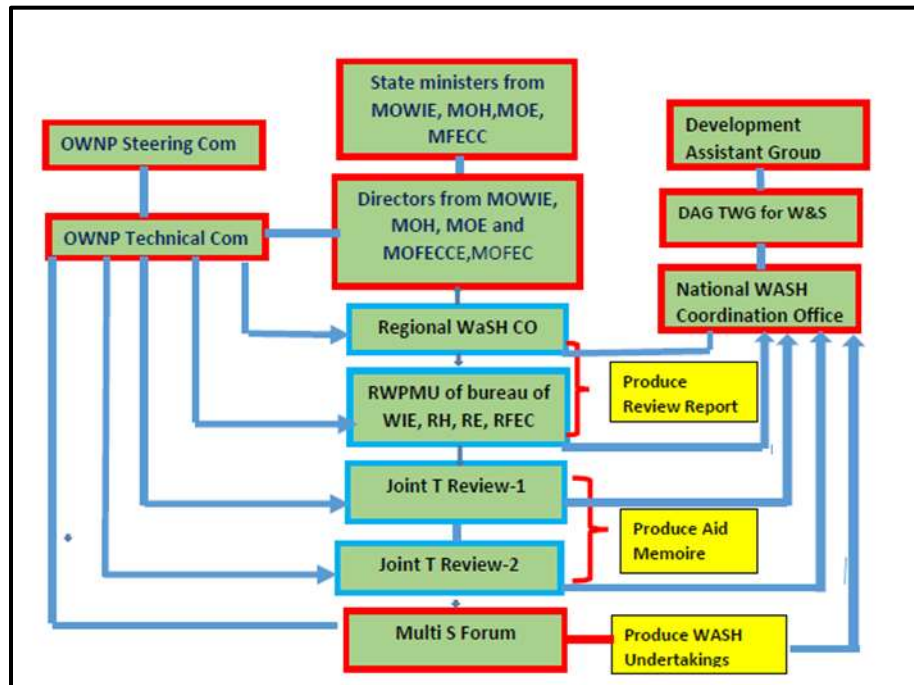 State ministers from
MOWIE, MOH,MOE,
MFECC
OWNP Steering Com
Development
Assistant Group
Directors from MOWIE,
MOH, MOE and
MOFECCE,MOFEC
DAG TWG for W&S
OWNP Technical Com
National WASH
Coordination Office
Regional WaSH CO
Produce
Review Report
RWPMU of bureau of
WIE, RH, RE, RFEC
Joint T Review-1
Produce Aid
Memoire
Joint T Review-2
Multi S Forum
Produce WASH
Undertakings